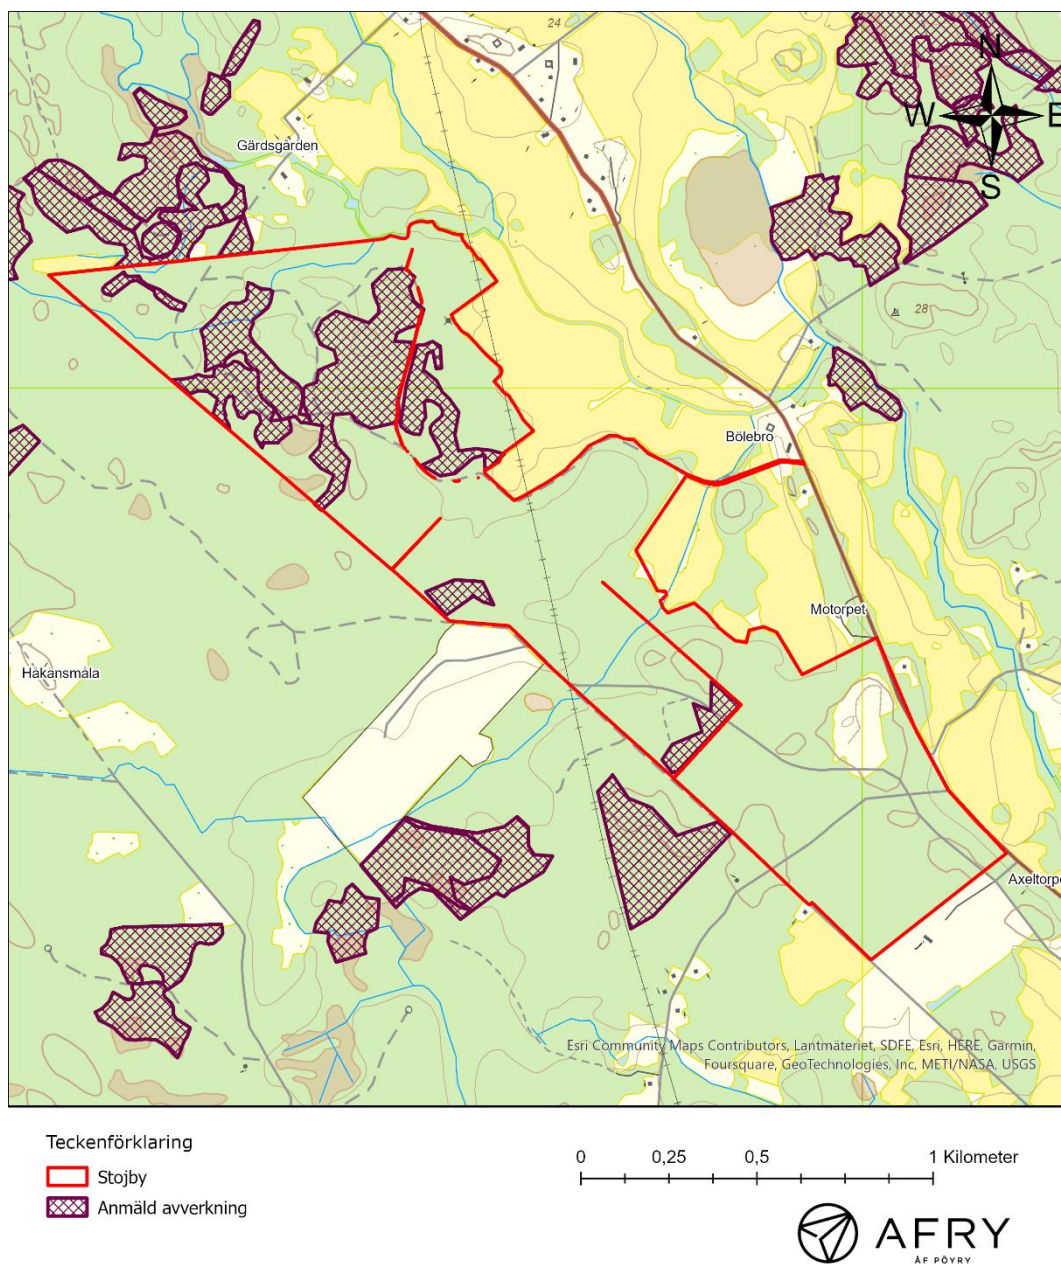 24
N
W
E
S
Gärdsgården
28
Bölebro
Motorpet
Håkansmåla
Axeltorp
Esri Community Maps Contributors, Lantmäteriet, SDFE, Esri, HERE, Garmin,
Foursquare, GeoTechnologies, Inc, METI/NASA, USGS
Teckenförklaring
Stojby
Anmäld avverkning
0 0,25 0,5 1 Kilometer
AFRY
ÅF PÖYRY